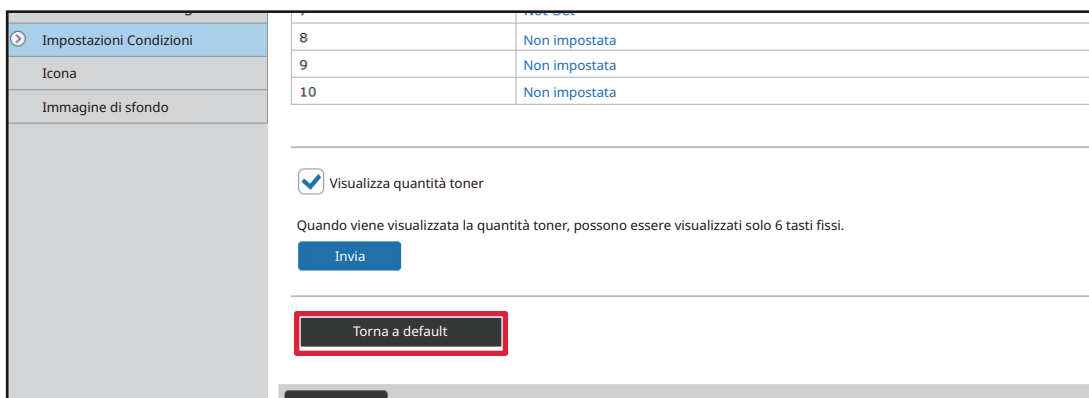 Impostazioni Condizioni
Icona
Immagine di sfondo
8 Non impostata
9 Non impostata
10 Non impostata
Visualizza quantità toner
Quando viene visualizzata la quantità toner, possono essere visualizzati solo 6 tasti fissi.
Invia
Torna a default